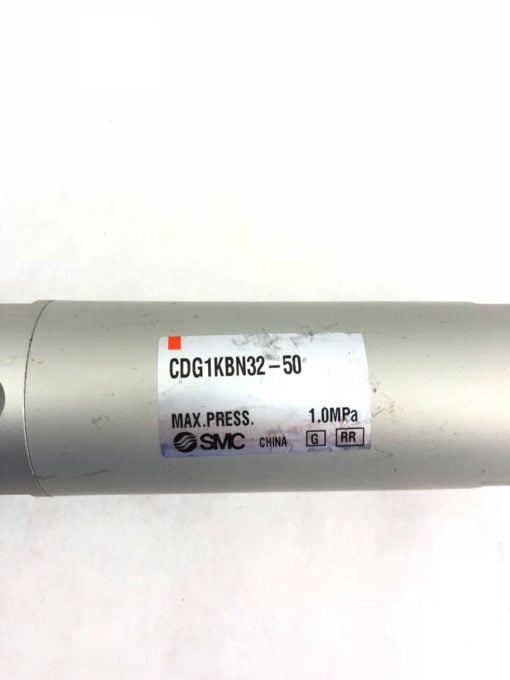 CDG1KBN32-50
MAX.PRESS. 1.0MPa
SMC CHINA G RR